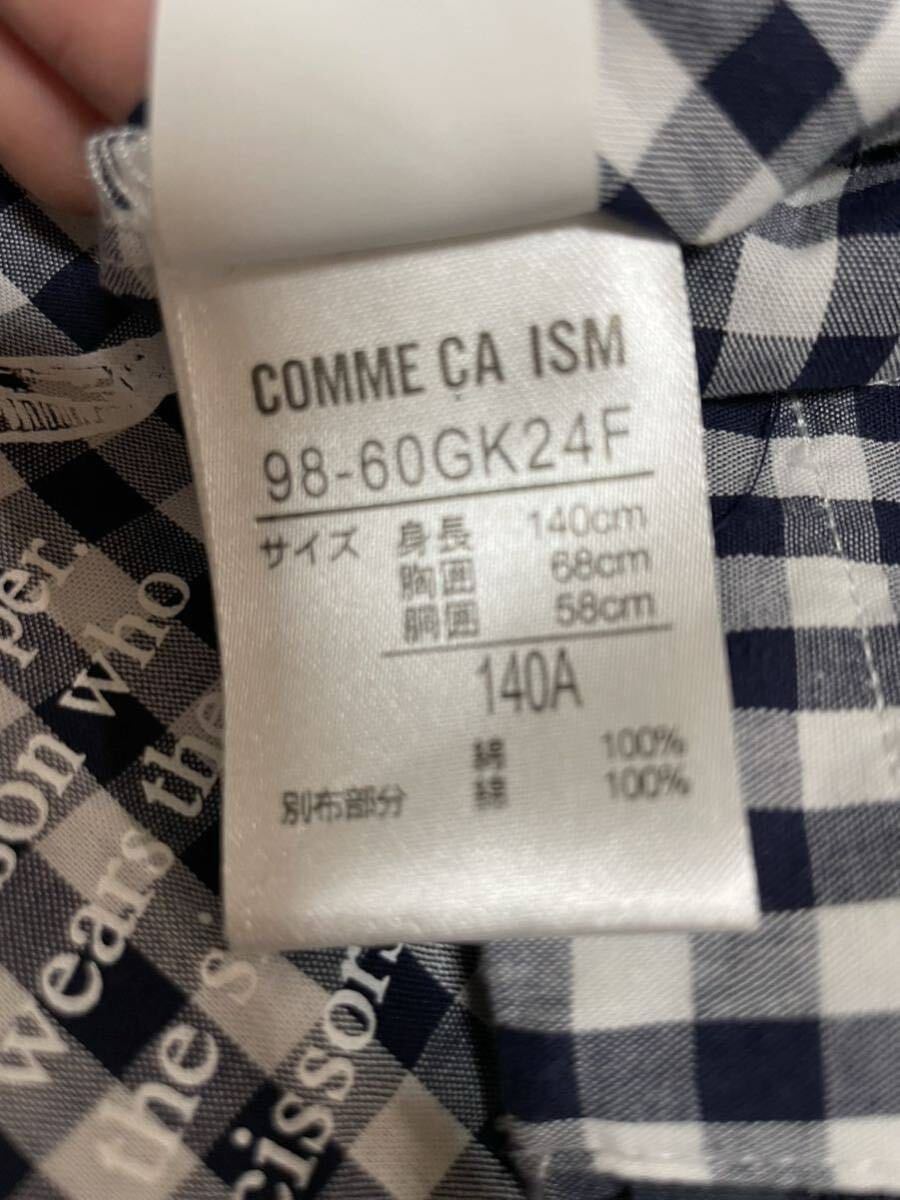 COMME ÇA ISM
98-60GK24F
サイズ 身長 140cm
胸囲 68cm
胴囲 58cm
140A
綿 100%
別布部分 綿 100%
per.
son who
wears the
the s
cissor